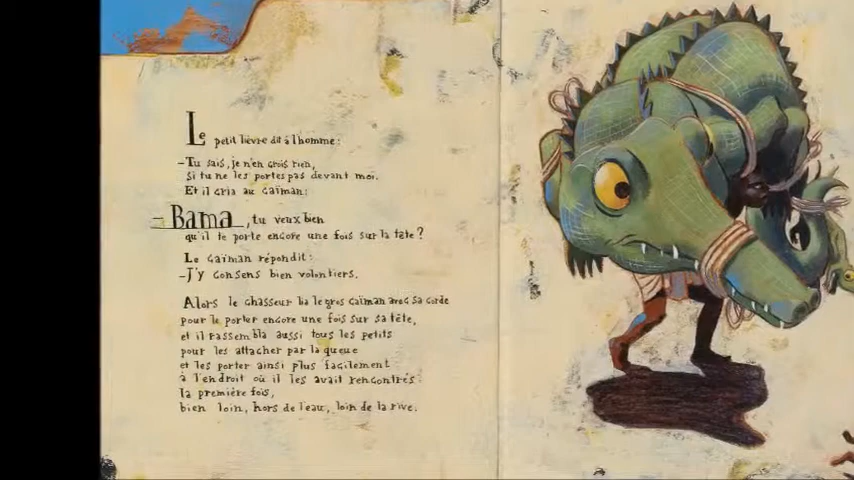 Le petit lièvre dit à l'homme :
- Tu sais, je n'en crois rien,
si tu ne les portes pas devant moi.
Et il cria au caïman :
- BAMA, tu veux bien
qu'il te porte encore une fois sur la tête ?
Le caïman répondit :
- J'y consens bien volontiers.
Alors le chasseur lia le gros caïman avec sa corde
pour le porter encore une fois sur sa tête,
et il rassembla aussi tous les petits
pour les attacher par la queue
et les porter ainsi plus facilement
à l'endroit où il les avait rencontrés
la première fois,
bien loin, hors de l'eau, loin de la rive.